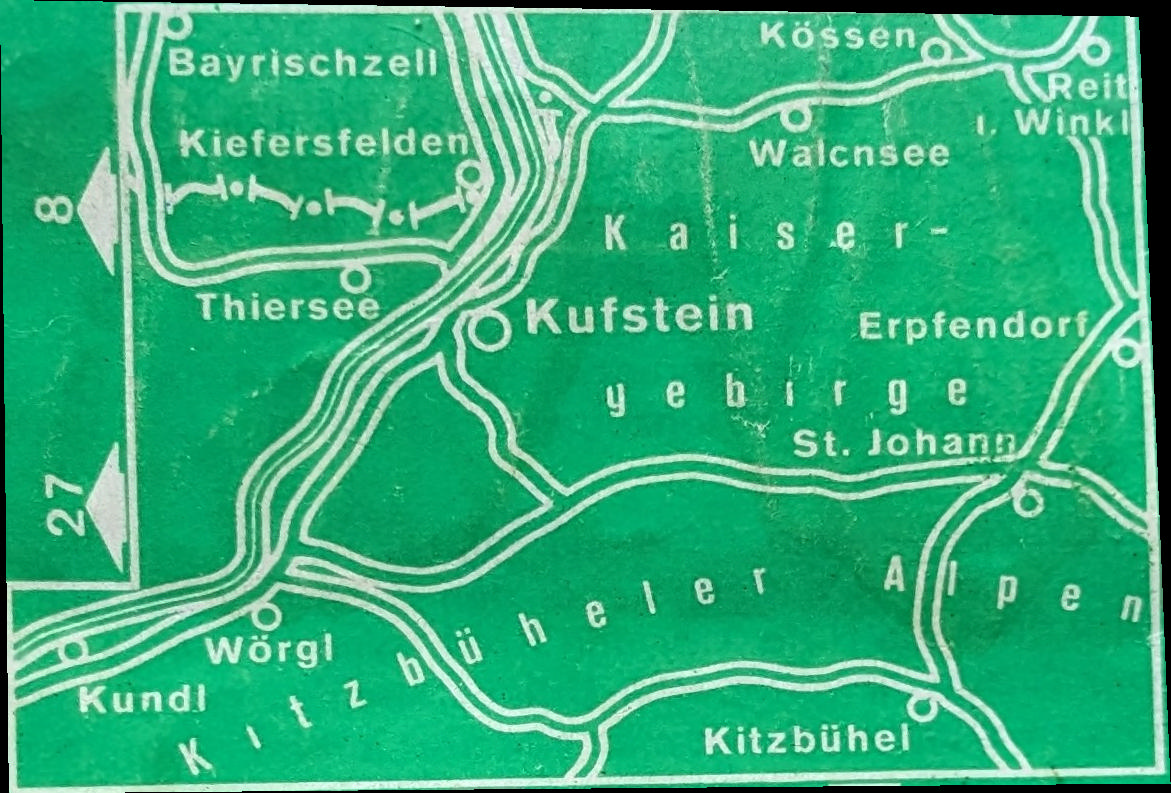 Kössen
Bayrischzell
Reit
i. Winkl
Kiefersfelden
Walcnsee
8
Kaiser-
Thiersee
Kufstein
Erpfendorf
gebirge
St. Johann
27
Kitzbüheler Alpen
Wörgl
Kundl
Kitzbühel